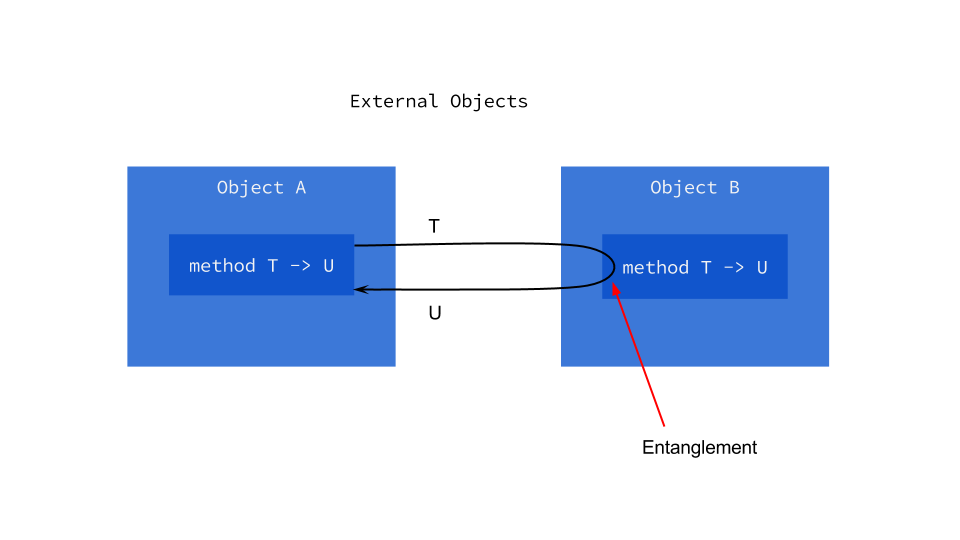 External Objects
Object A
Object B
T
method T -> U
method T -> U
U
Entanglement